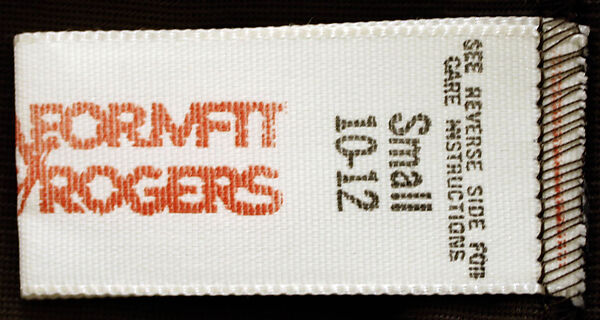 FORMFIT
ROGERS
Small
10-12
SEE REVERSE SIDE FOR
CARE INSTRUCTIONS